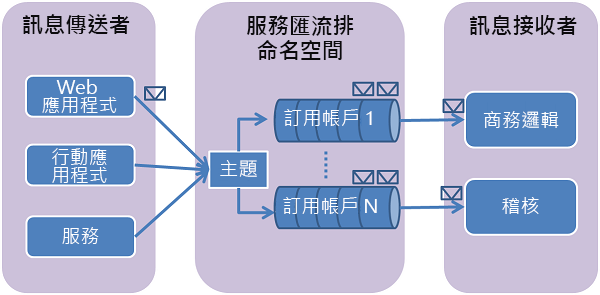 訊息傳送者
Web
應用程式
行動應
用程式
服務
服務匯流排
命名空間
主題
訂用帳戶 1
訂用帳戶 N
訊息接收者
商務邏輯
稽核